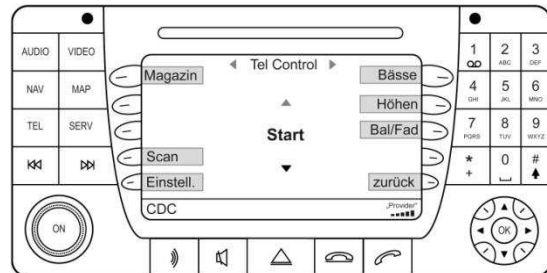 AUDIO VIDEO
NAV MAP
TEL SERV
ON
Tel Control
Magazin
Start
Scan
Einstell.
Bässe
Höhen
Bal/Fad
zurück
CDC
„Provider“
1 2 3
ABC DEF
4 5 6
GHI JKL MNO
7 8 9
PQRS TUV WXYZ
* 0 #
+
OK